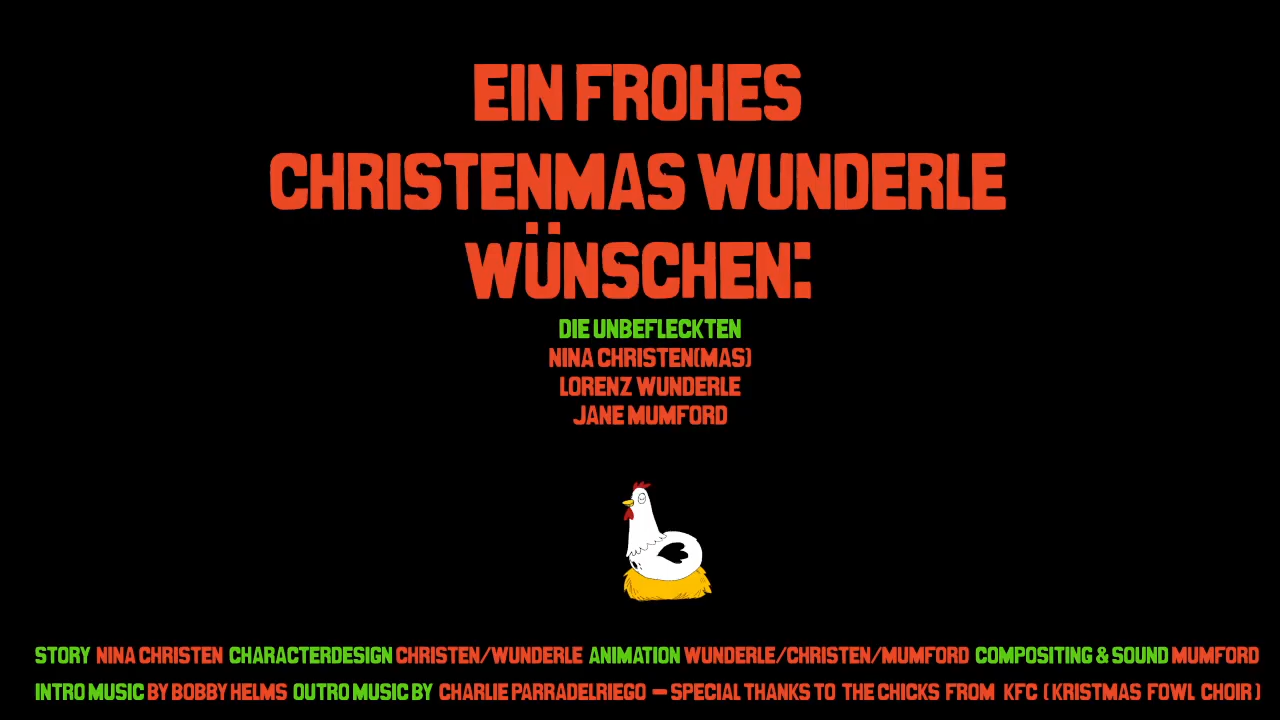 EIN FROHES
CHRISTENMAS WUNDERLE
WÜNSCHEN:
DIE UNBEFLECKTEN
NINA CHRISTEN(MAS)
LORENZ WUNDERLE
JANE MUMFORD
STORY NINA CHRISTEN CHARACTERDESIGN CHRISTEN/WUNDERLE ANIMATION WUNDERLE/CHRISTEN/MUMFORD COMPOSITING & SOUND MUMFORD
INTRO MUSIC BY BOBBY HELMS OUTRO MUSIC BY CHARLIE PARRADELRIEGO – SPECIAL THANKS TO THE CHICKS FROM KFC ( KRISTMAS FOWL CHOIR )